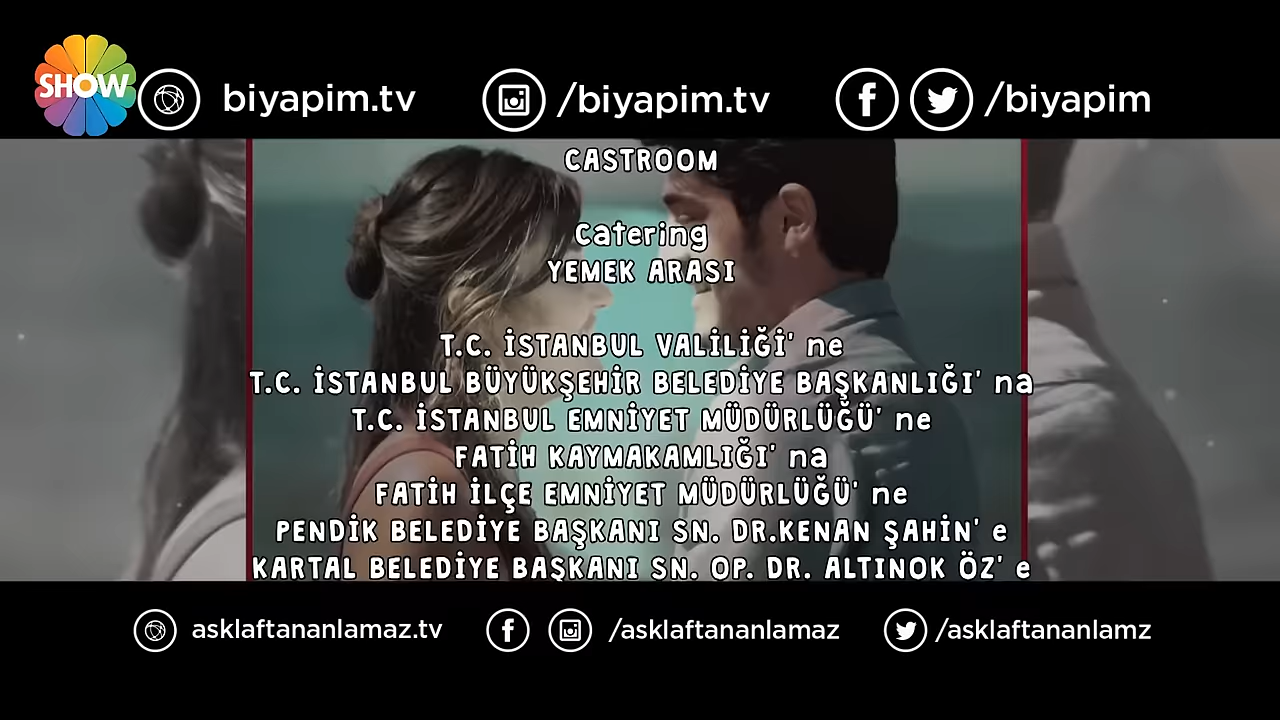 SHOW
biyapim.tv
/biyapim.tv
/biyapim
CASTROOM
Catering
YEMEK ARASI
T.C. İSTANBUL VALİLİĞİ' ne
T.C. İSTANBUL BÜYÜKŞEHİR BELEDİYE BAŞKANLIĞI' na
T.C. İSTANBUL EMNİYET MÜDÜRLÜĞÜ' ne
FATİH KAYMAKAMLIĞI' na
FATİH İLÇE EMNİYET MÜDÜRLÜĞÜ' ne
PENDİK BELEDİYE BAŞKANI SN. DR.KENAN ŞAHİN' e
KARTAL BELEDİYE BAŞKANI SN. OP. DR. ALTINOK ÖZ' e
asklaftananlamaz.tv
/asklaftananlamaz
/asklaftananlamz